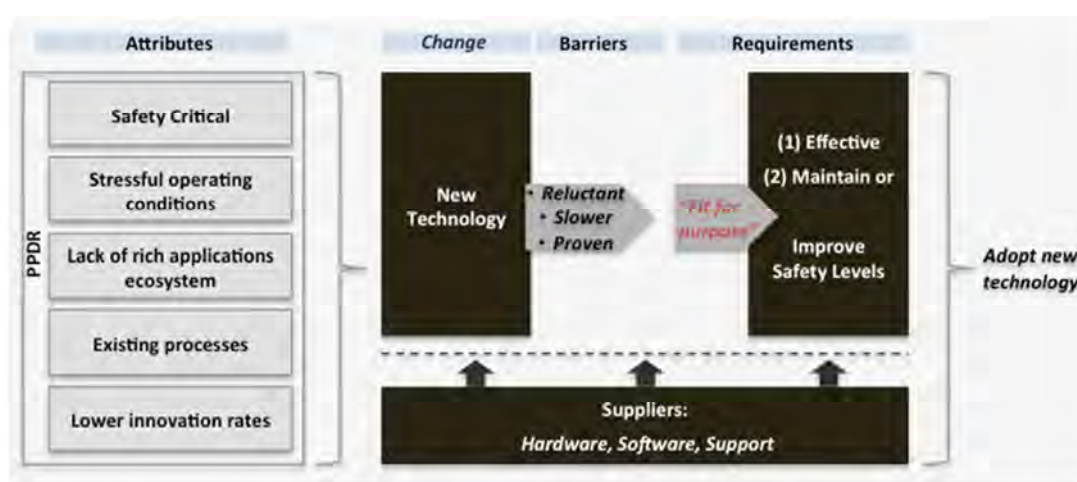 Attributes
Change
Barriers
Requirements
PPDR
Safety Critical
Stressful operating
conditions
Lack of rich applications
ecosystem
Existing processes
Lower innovation rates
New
Technology
• Reluctant
• Slower
• Proven
"Fit for
purpose"
(1) Effective
(2) Maintain or
Improve
Safety Levels
Adopt new
technology
Suppliers:
Hardware, Software, Support